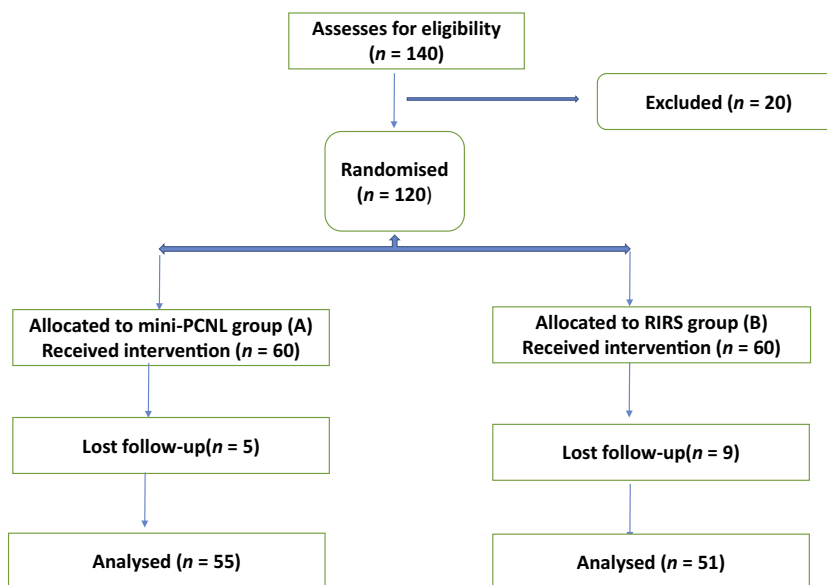 Assesses for eligibility
(n = 140)
Excluded (n = 20)
Randomised
(n = 120)
Allocated to mini-PCNL group (A)
Received intervention (n = 60)
Allocated to RIRS group (B)
Received intervention (n = 60)
Lost follow-up(n = 5)
Lost follow-up(n = 9)
Analysed (n = 55)
Analysed (n = 51)